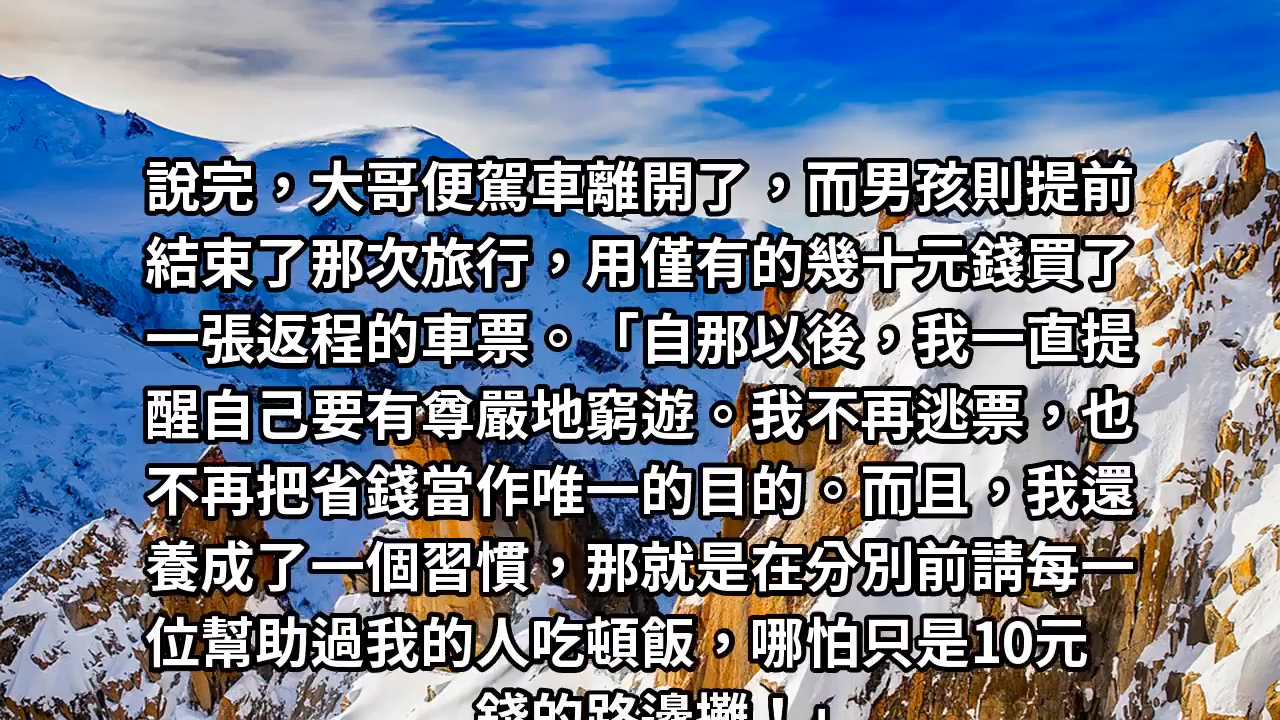 說完，大哥便駕車離開了，而男孩則提前
結束了那次旅行，用僅有的幾十元錢買了
一張返程的車票。「自那以後，我一直提
醒自己要有尊嚴地窮遊。我不再逃票，也
不再把省錢當作唯一的目的。而且，我還
養成了一個習慣，那就是在分別前請每一
位幫助過我的人吃頓飯，哪怕只是10元
錢的路邊攤！」